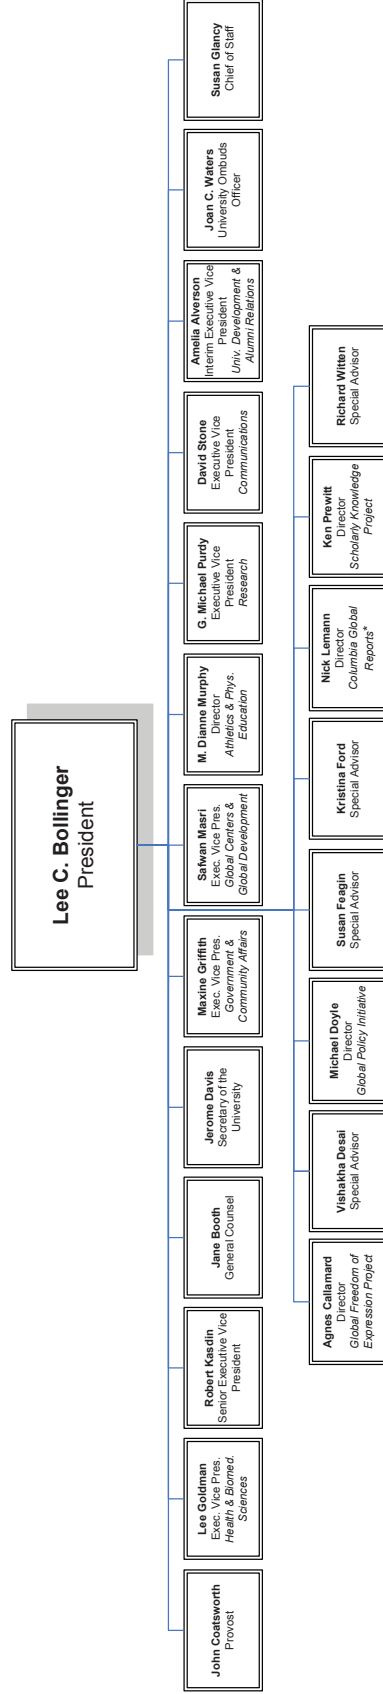 Lee C. Bollinger
President
John Coatsworth
Provost
Lee Goldman
Exec. Vice Pres.
Health & Biomed.
Sciences
Robert Kasdin
Senior Executive Vice
President
Jane Booth
General Counsel
Jerome Davis
Secretary of the
University
Maxine Griffith
Exec. Vice Pres.
Government &
Community Affairs
Safwan Masri
Exec. Vice Pres.
Global Centers &
Global Development
M. Dianne Murphy
Director
Athletics & Phys.
Education
G. Michael Purdy
Executive Vice
President
Research
David Stone
Executive Vice
President
Communications
Amelia Alverson
Interim Executive Vice
President
Univ. Development &
Alumni Relations
Joan C. Waters
University Ombuds
Officer
Susan Glancy
Chief of Staff
Agnes Callamard
Director
Global Freedom of
Expression Project
Vishakha Desai
Special Advisor
Michael Doyle
Director
Global Policy Initiative
Susan Feagin
Special Advisor
Kristina Ford
Special Advisor
Nick Lemann
Director
Columbia Global
Reports*
Ken Prewitt
Director
Scholarly Knowledge
Project
Richard Witten
Special Advisor